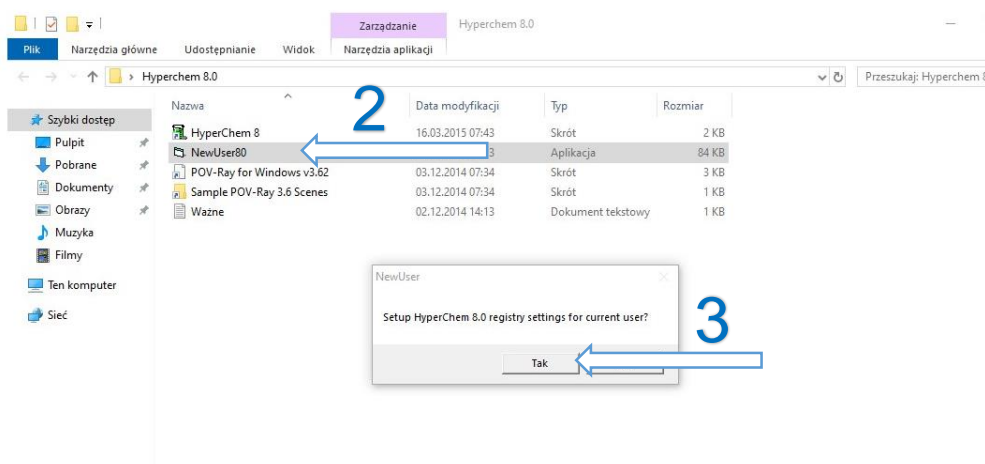 Zarządzanie Hyperchem 8.0
Plik Narzędzia główne Udostępnianie Widok Narzędzia aplikacji
Hyperchem 8.0 Przeszukaj: Hyperchem 8
Nazwa Data modyfikacji Typ Rozmiar
2
Szybki dostęp
Pulpit
Pobrane
Dokumenty
Obrazy
Muzyka
Filmy
Ten komputer
Sieć
HyperChem 8 16.03.2015 07:43 Skrót 2 KB
NewUser80 3 Aplikacja 84 KB
POV-Ray for Windows v3.62 03.12.2014 07:34 Skrót 3 KB
Sample POV-Ray 3.6 Scenes 03.12.2014 07:34 Skrót 1 KB
Ważne 02.12.2014 14:13 Dokument tekstowy 1 KB
NewUser
Setup HyperChem 8.0 registry settings for current user?
3
Tak